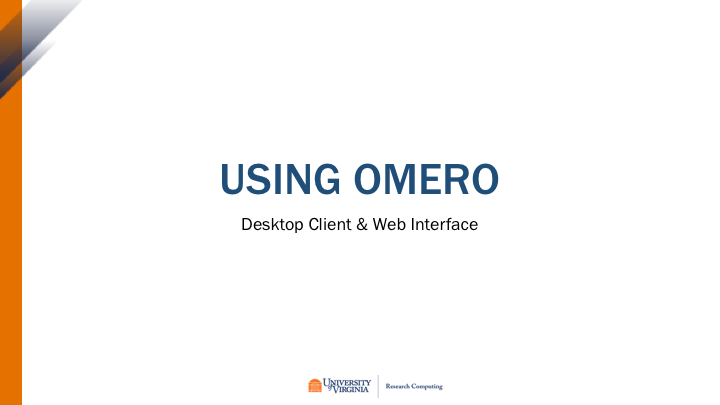 USING OMERO
Desktop Client & Web Interface
UNIVERSITY
of VIRGINIA
Research Computing